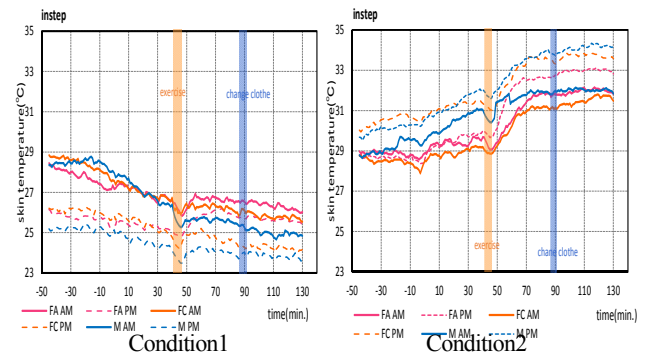 instep
skin temperature(°C)
35
33
31
29
27
25
23
exercise
change clothe
-50 -30 -10 10 30 50 70 90 110 130
time(min.)
FA AM FA PM FC AM
FC PM M AM M PM
Condition1
instep
skin temperature(°C)
35
33
31
29
27
25
23
exercise
chane clothe
-50 -30 -10 10 30 50 70 90 110 130
time(min.)
FA AM FA PM FC AM
FC PM M AM M PM
Condition2